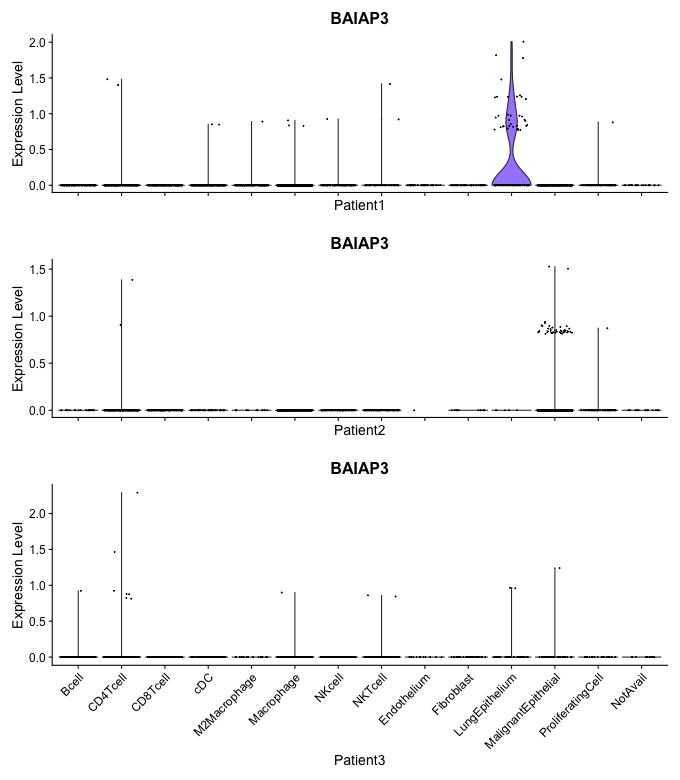 BAIAP3
Expression Level
2.0
1.5
1.0
0.5
0.0
Patient1
BAIAP3
Expression Level
1.5
1.0
0.5
0.0
Patient2
BAIAP3
Expression Level
2.0
1.5
1.0
0.5
0.0
Bcell
CD4Tcell
CD8Tcell
cDC
M2Macrophage
Macrophage
NKcell
NKTcell
Endothelium
Fibroblast
LungEpithelium
MalignantEpithelial
ProliferatingCell
NotAvail
Patient3